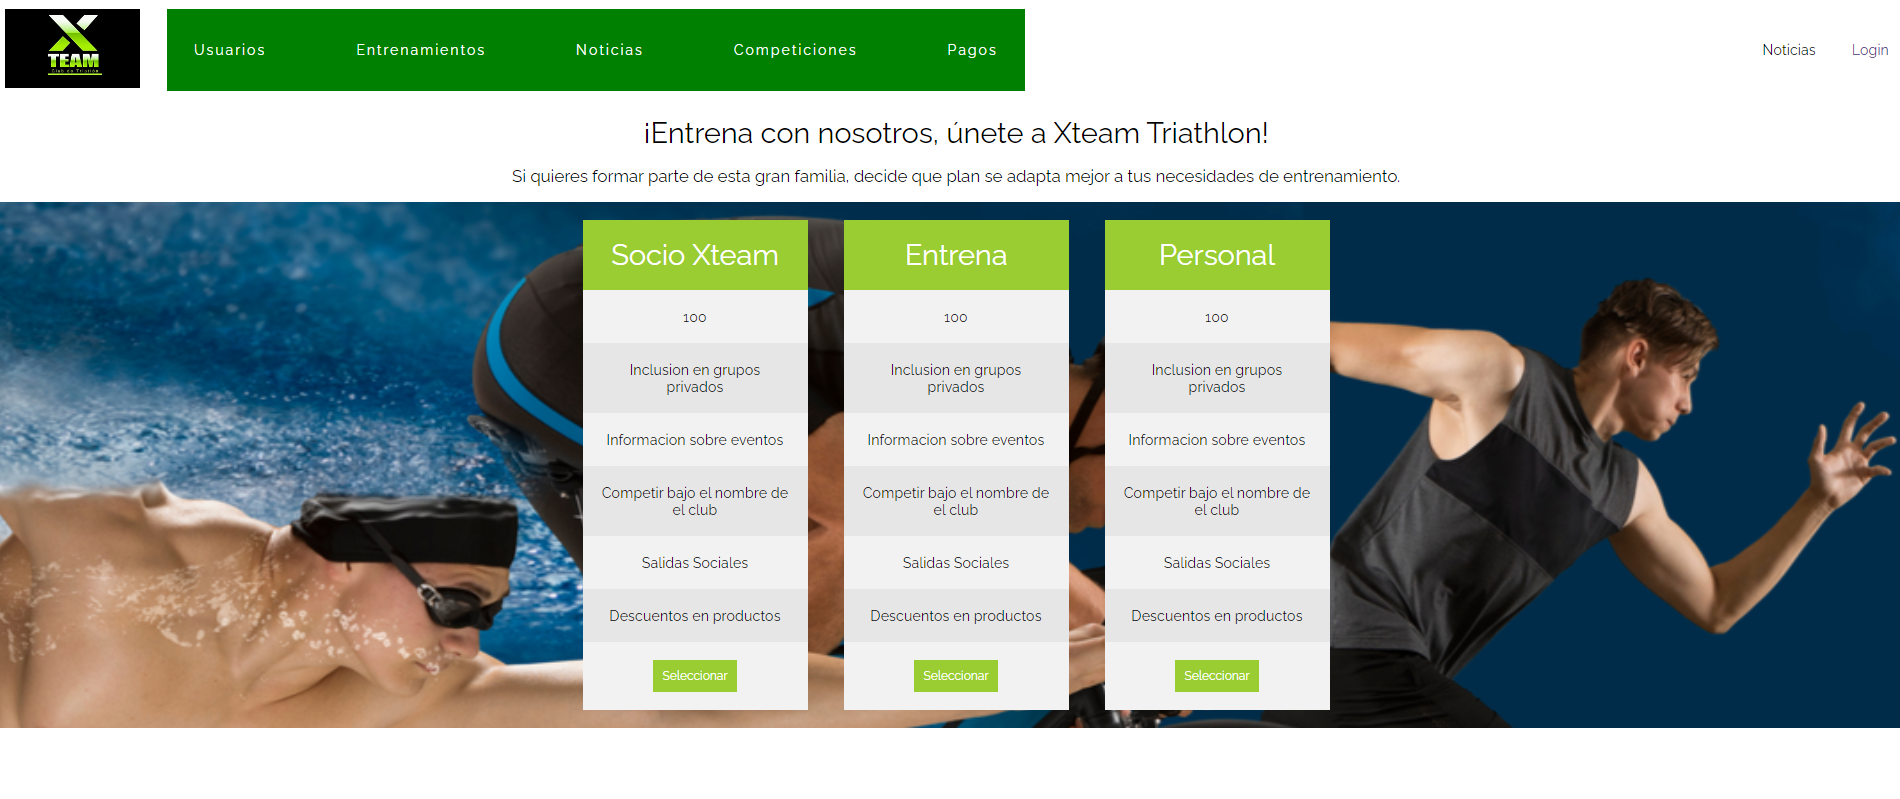 X
TEAM
Club de Triatlón
Usuarios Entrenamientos Noticias Competiciones Pagos
Noticias Login
¡Entrena con nosotros, únete a Xteam Triathlon!
Si quieres formar parte de esta gran familia, decide que plan se adapta mejor a tus necesidades de entrenamiento.
Socio Xteam
100
Inclusion en grupos
privados
Informacion sobre eventos
Competir bajo el nombre de
el club
Salidas Sociales
Descuentos en productos
Seleccionar
Entrena
100
Inclusion en grupos
privados
Informacion sobre eventos
Competir bajo el nombre de
el club
Salidas Sociales
Descuentos en productos
Seleccionar
Personal
100
Inclusion en grupos
privados
Informacion sobre eventos
Competir bajo el nombre de
el club
Salidas Sociales
Descuentos en productos
Seleccionar